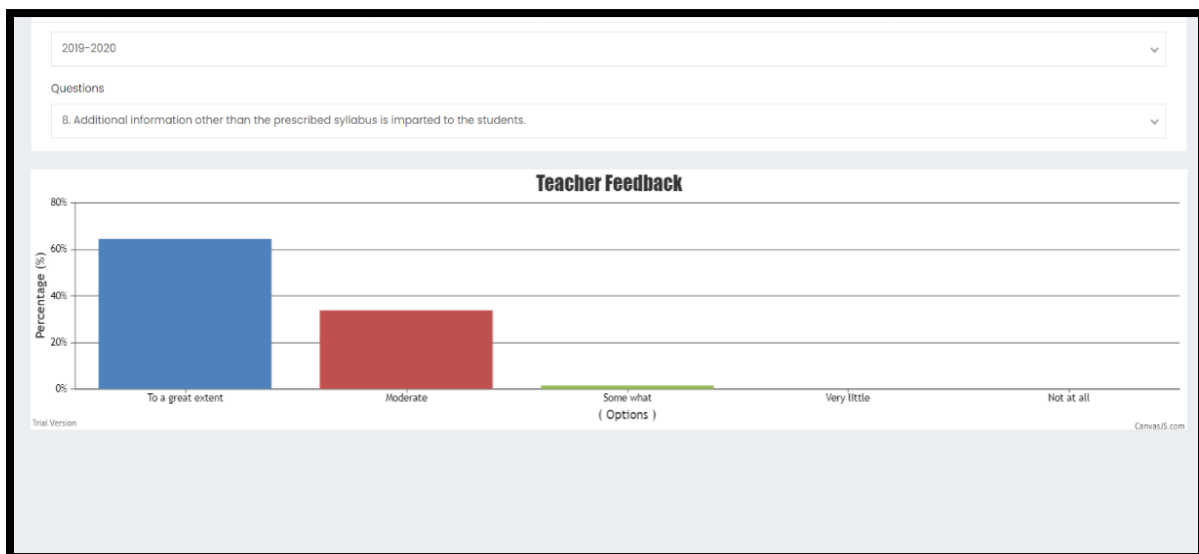 2019-2020
Questions
8. Additional information other than the prescribed syllabus is imparted to the students.
Teacher Feedback
80%
60%
40%
20%
0%
Percentage (%)
To a great extent Moderate Some what Very little Not at all
( Options )
Trial Version
CanvasJS.com